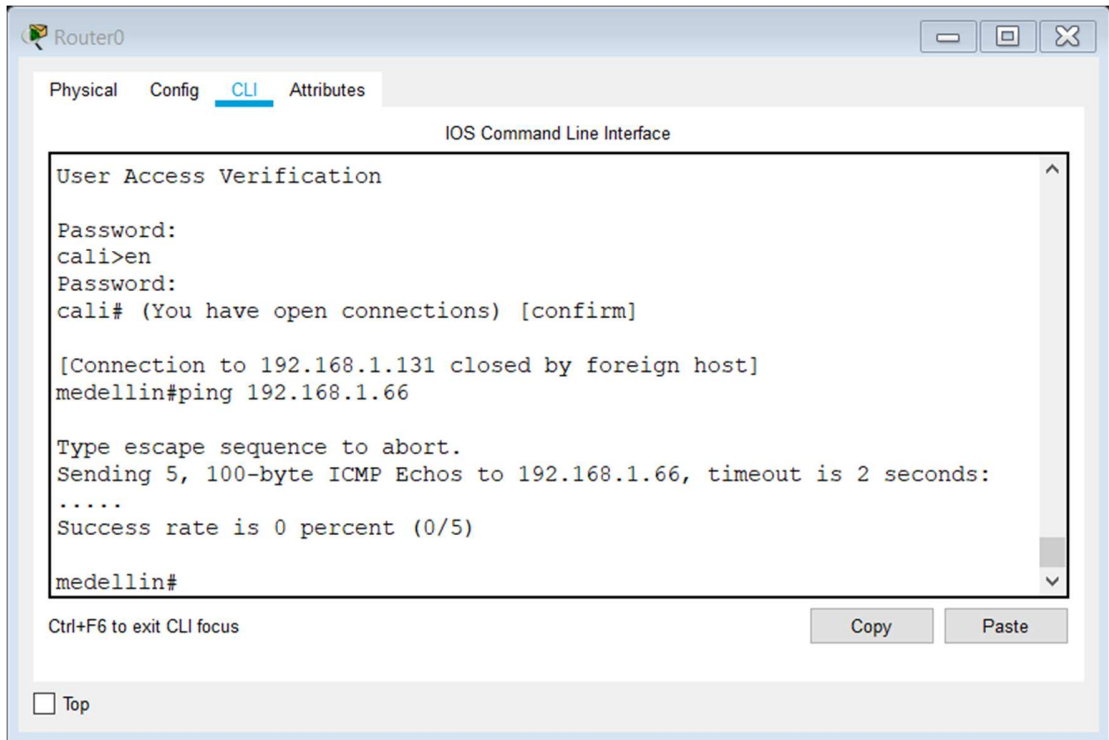 Router0
Physical Config CLI Attributes
IOS Command Line Interface
User Access Verification
Password:
cali>en
Password:
cali# (You have open connections) [confirm]
[Connection to 192.168.1.131 closed by foreign host]
medellin#ping 192.168.1.66
Type escape sequence to abort.
Sending 5, 100-byte ICMP Echos to 192.168.1.66, timeout is 2 seconds:
.....
Success rate is 0 percent (0/5)
medellin#
Ctrl+F6 to exit CLI focus Copy Paste
Top